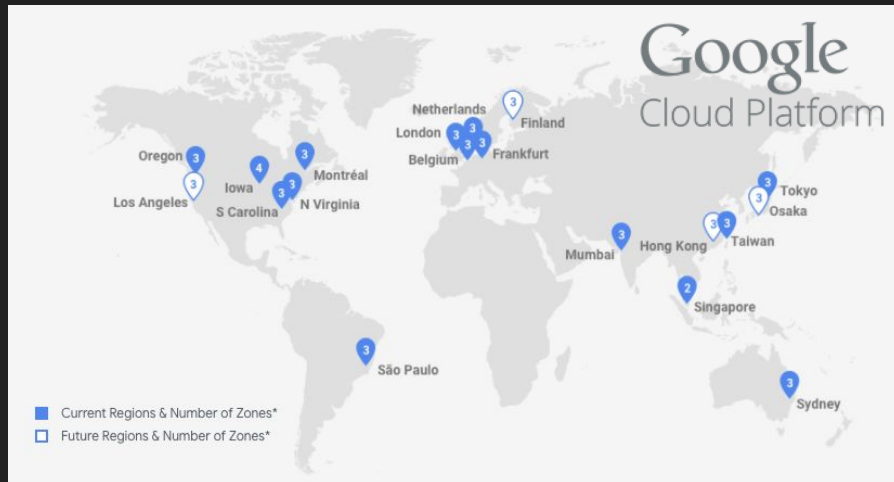 Google
Cloud Platform
3
Netherlands
Finland
3
London
3
3
3
Belgium
Frankfurt
Oregon
3
3
Montréal
4
Iowa
3
Los Angeles
3
3
S Carolina
N Virginia
3
Tokyo
3
Osaka
3
Mumbai
3
3
Hong Kong
Taiwan
2
Singapore
3
São Paulo
3
Sydney
Current Regions & Number of Zones*
Future Regions & Number of Zones*